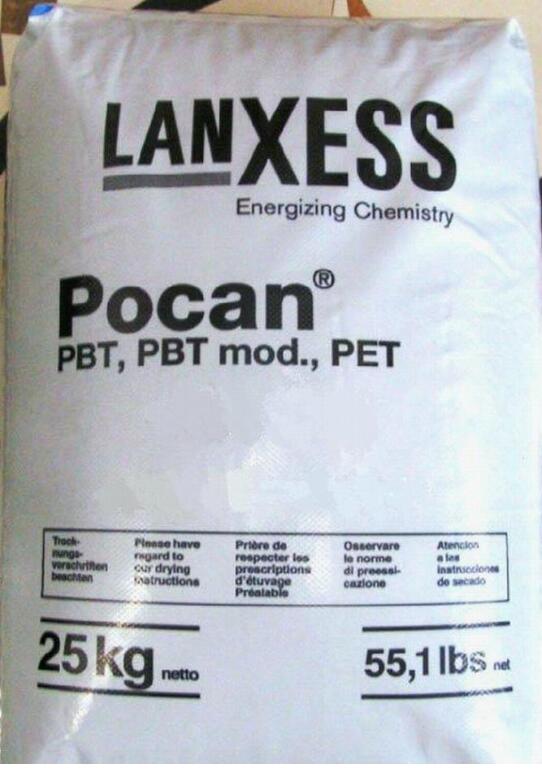 LANXESS
Energizing Chemistry
Pocan®
PBT, PBT mod., PET
Trock-
nungs-
vorschriften
beachten
Please have
regard to
our drying
instructions
Prière de
respecter les
prescriptions
d'étuvage
Préalable
Osservare
le norme
di preessi-
cazione
Atencion
a las
instrucciones
de secado
25 kg netto
55,1 lbs net